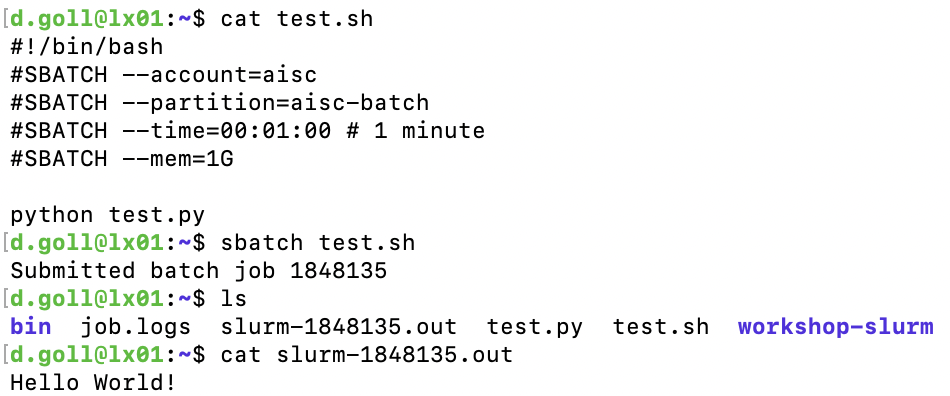 [d.goll@lx01:~$ cat test.sh
#!/bin/bash
#SBATCH --account=aisc
#SBATCH --partition=aisc-batch
#SBATCH --time=00:01:00 # 1 minute
#SBATCH --mem=1G

python test.py
[d.goll@lx01:~$ sbatch test.sh
Submitted batch job 1848135
[d.goll@lx01:~$ ls
bin  job.logs  slurm-1848135.out  test.py  test.sh  workshop-slurm
[d.goll@lx01:~$ cat slurm-1848135.out
Hello World!